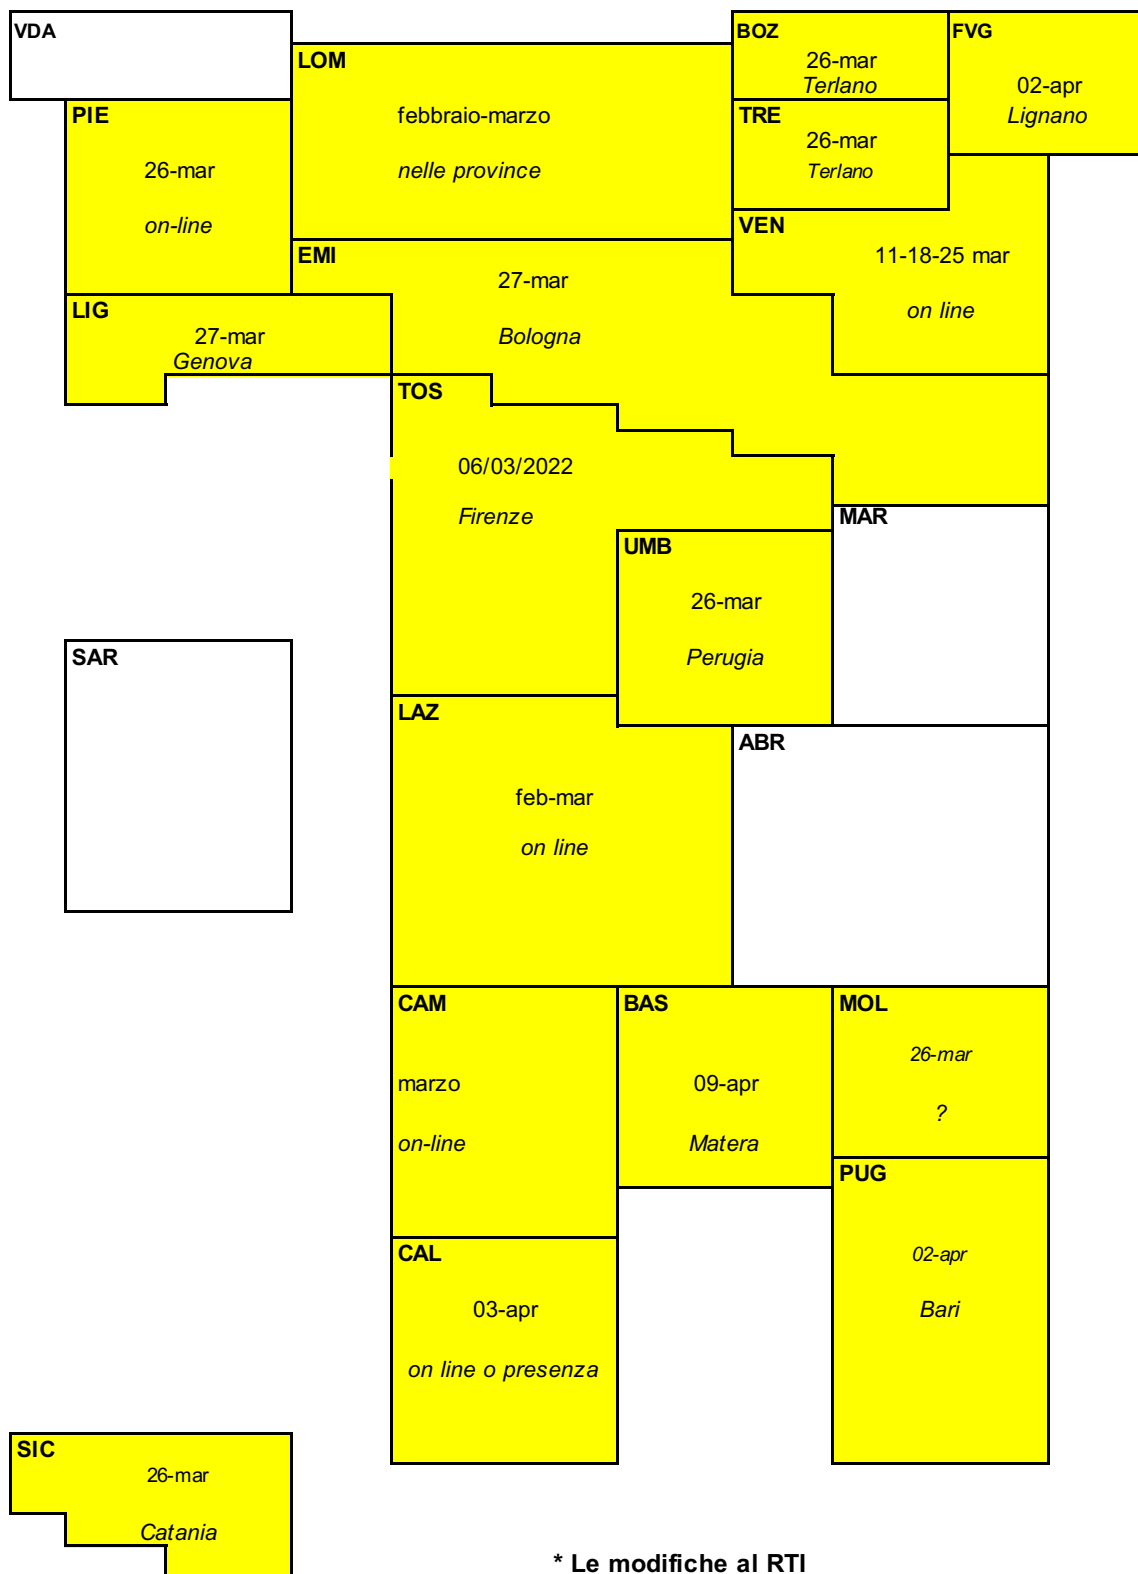 VDA
BOZ
26-mar
Terlano
FVG
02-apr
Lignano
LOM
febbraio-marzo
nelle province
PIE
26-mar
on-line
TRE
26-mar
Terlano
VEN
11-18-25 mar
on line
EMI
27-mar
Bologna
LIG
27-mar
Genova
TOS
06/03/2022
Firenze
MAR
UMB
26-mar
Perugia
SAR
LAZ
feb-mar
on line
ABR
CAM
marzo
on-line
BAS
09-apr
Matera
MOL
26-mar
?
PUG
02-apr
Bari
CAL
03-apr
on line o presenza
SIC
26-mar
Catania
* Le modifiche al RTI